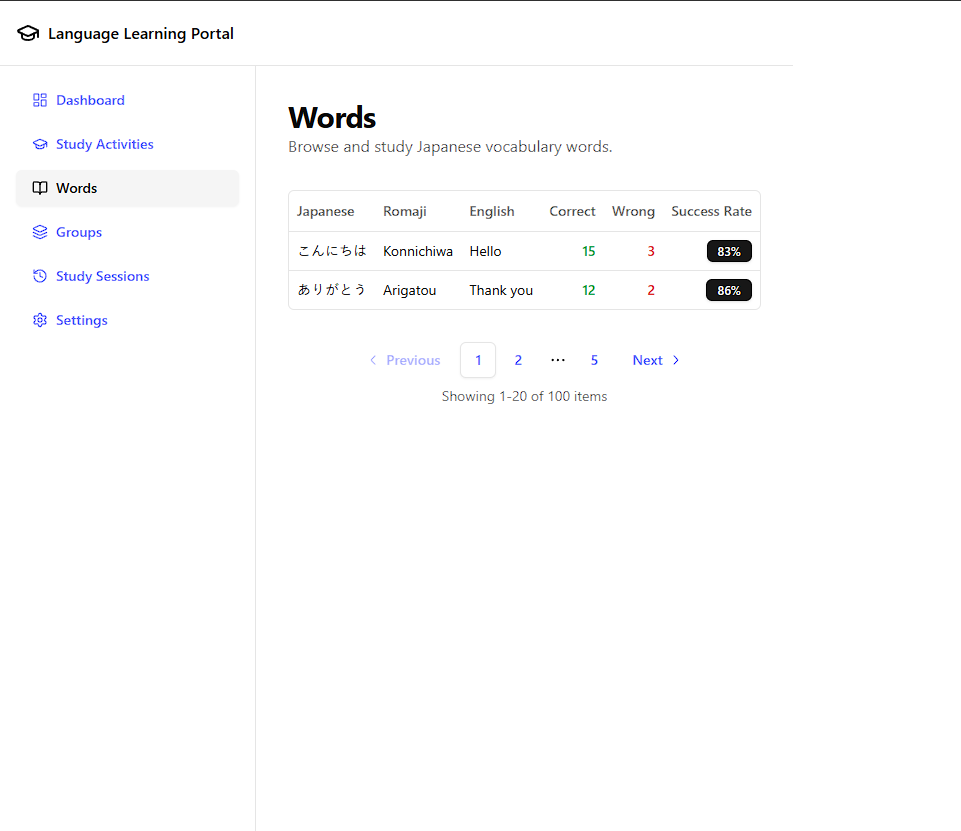 Language Learning Portal
Dashboard
Study Activities
Words
Groups
Study Sessions
Settings
Words
Browse and study Japanese vocabulary words.
Japanese Romaji English Correct Wrong Success Rate
こんにちは Konnichiwa Hello 15 3 83%
ありがとう Arigatou Thank you 12 2 86%
Previous 1 2 ... 5 Next
Showing 1-20 of 100 items